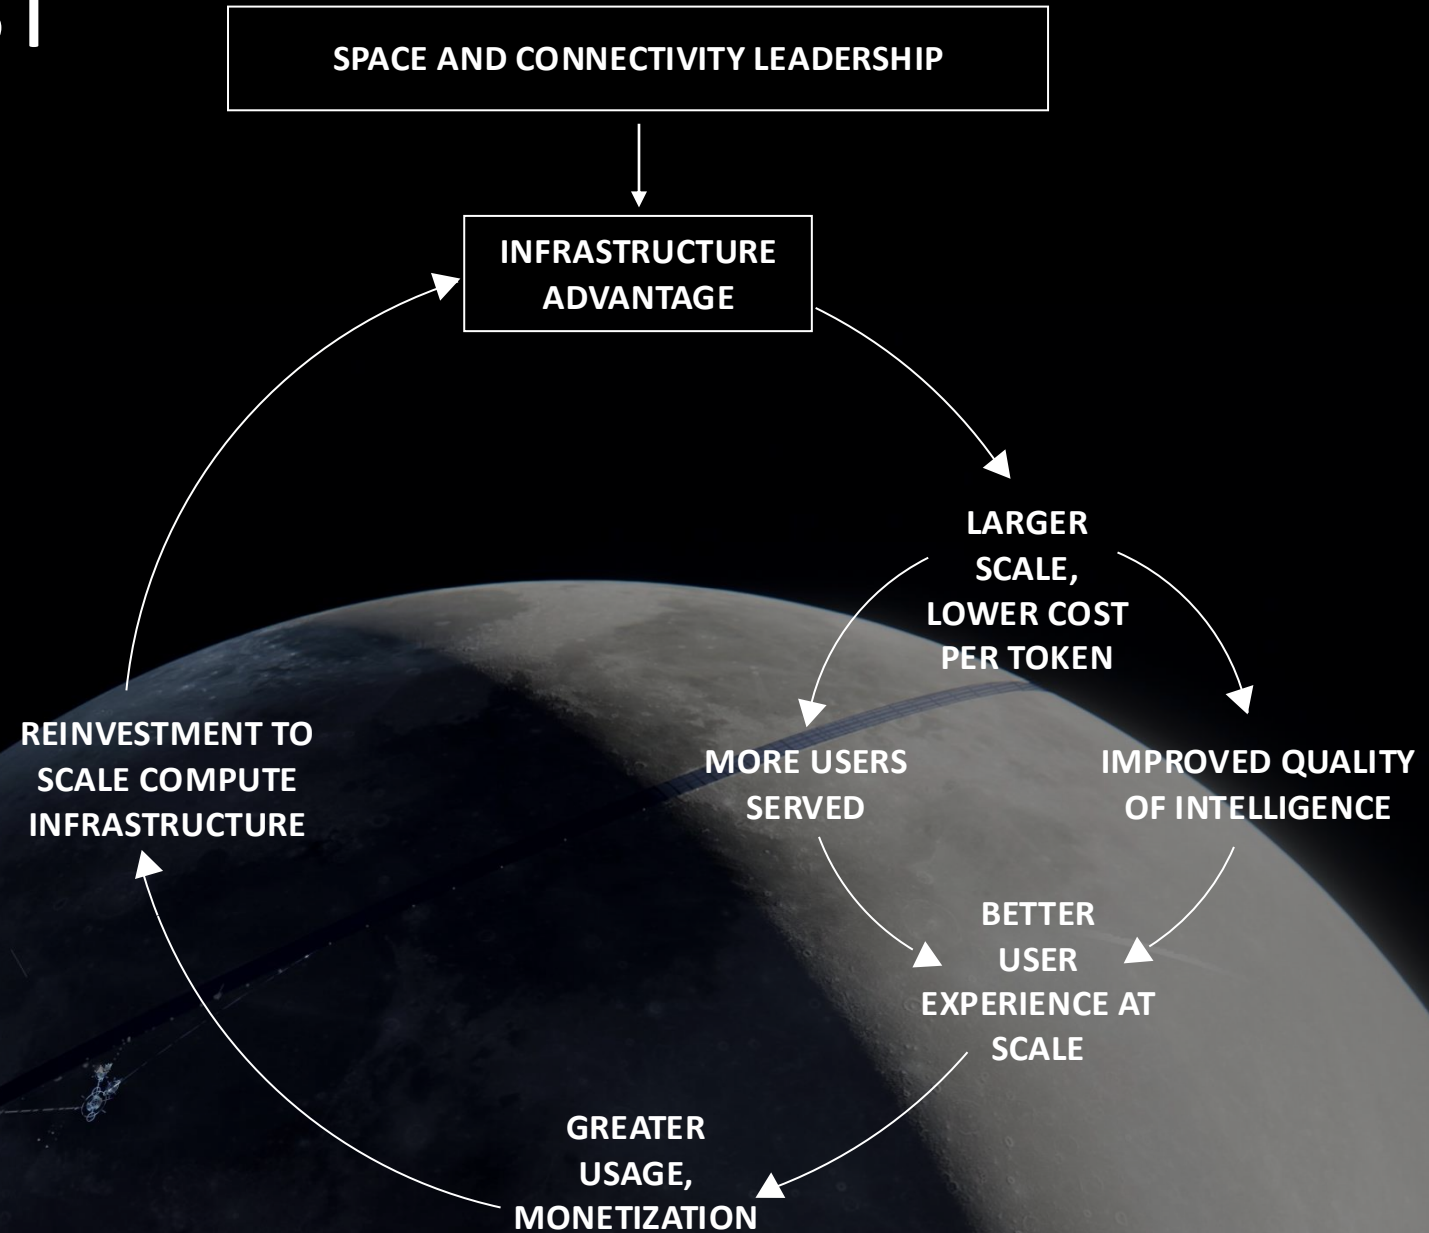 SPACE AND CONNECTIVITY LEADERSHIP
INFRASTRUCTURE
ADVANTAGE
LARGER
SCALE,
LOWER COST
PER TOKEN
REINVESTMENT TO
SCALE COMPUTE
INFRASTRUCTURE
MORE USERS
SERVED
IMPROVED QUALITY
OF INTELLIGENCE
BETTER
USER
EXPERIENCE AT
SCALE
GREATER
USAGE,
MONETIZATION